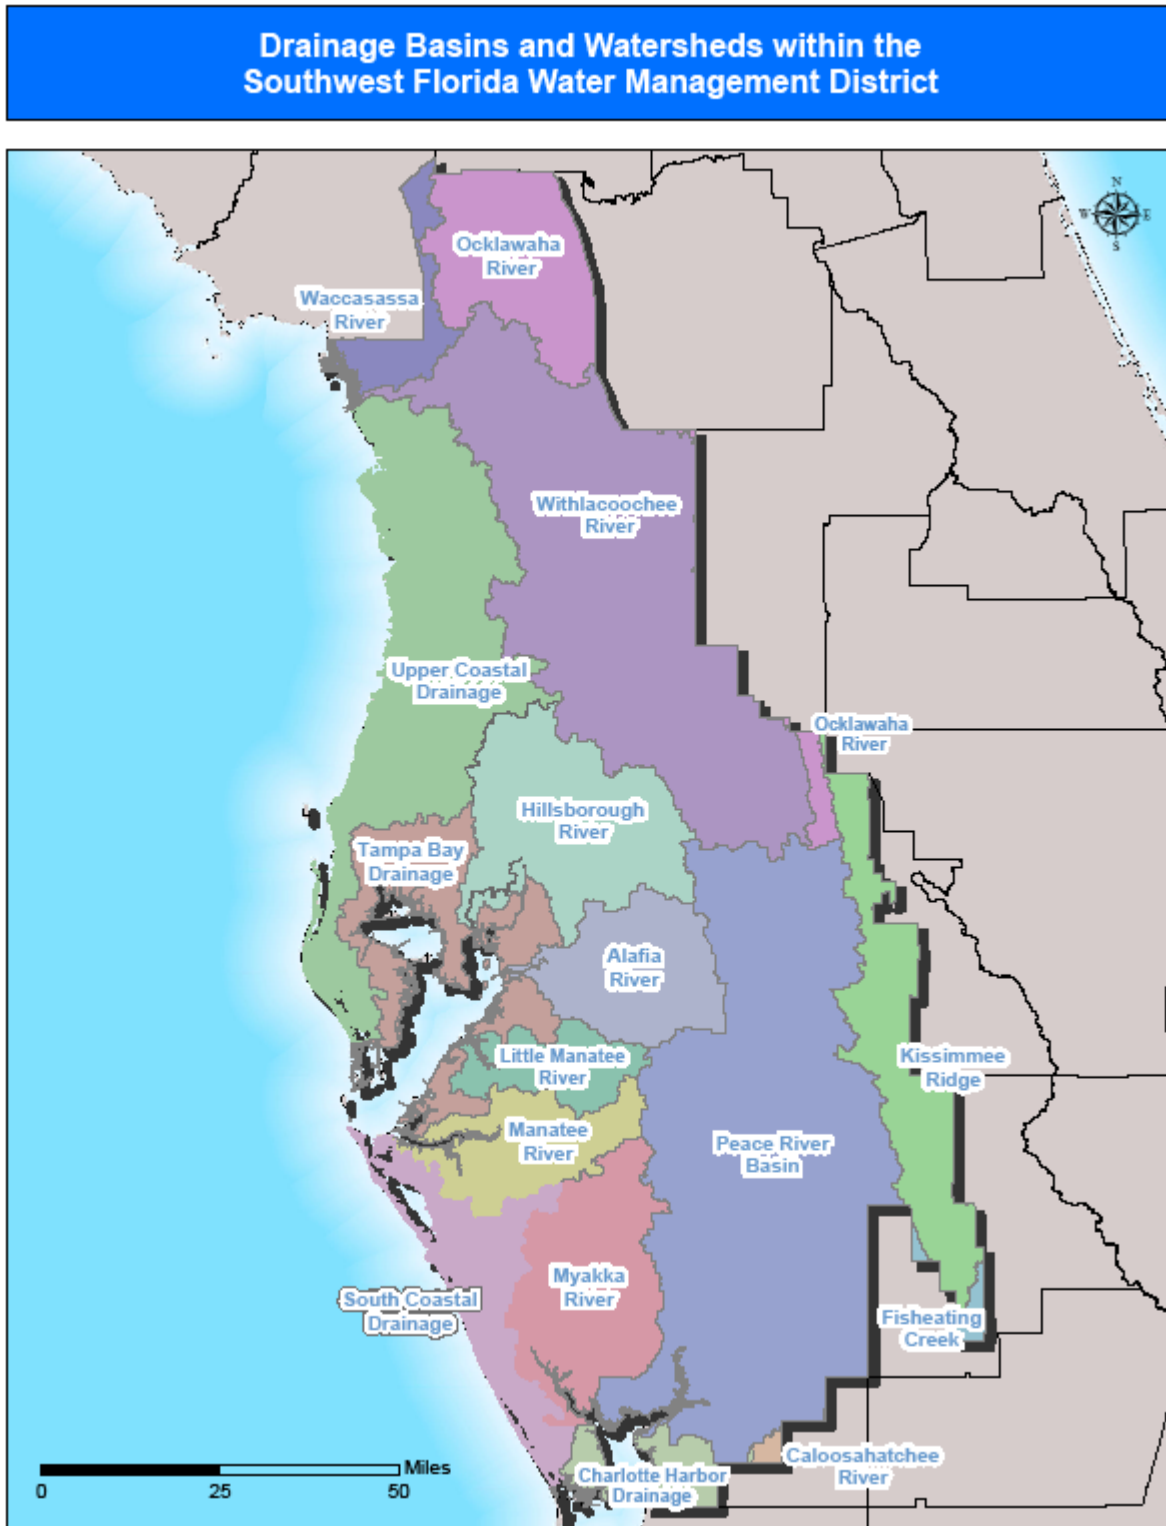 Drainage Basins and Watersheds within the
Southwest Florida Water Management District
N
W E
S
Ocklawaha
River
Waccasassa
River
Withlacoochee
River
Upper Coastal
Drainage
Ocklawaha
River
Hillsborough
River
Tampa Bay
Drainage
Alafia
River
Little Manatee
River
Kissimmee
Ridge
Manatee
River
Peace River
Basin
Myakka
River
South Coastal
Drainage
Fisheating
Creek
Caloosahatchee
River
Charlotte Harbor
Drainage
Miles
0 25 50